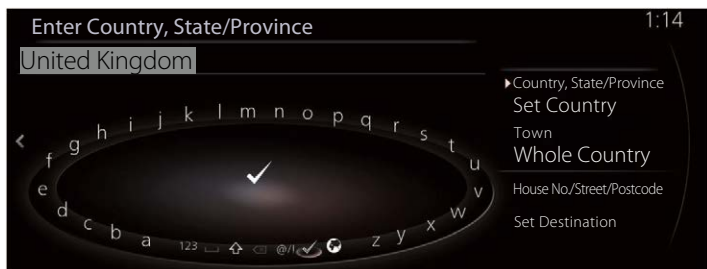 Enter Country, State/Province
1:14
United Kingdom
a b c d e f g h i j k l m n o p q r s t u v w x y z
123 @/!
Country, State/Province
Set Country
Town
Whole Country
House No./Street/Postcode
Set Destination